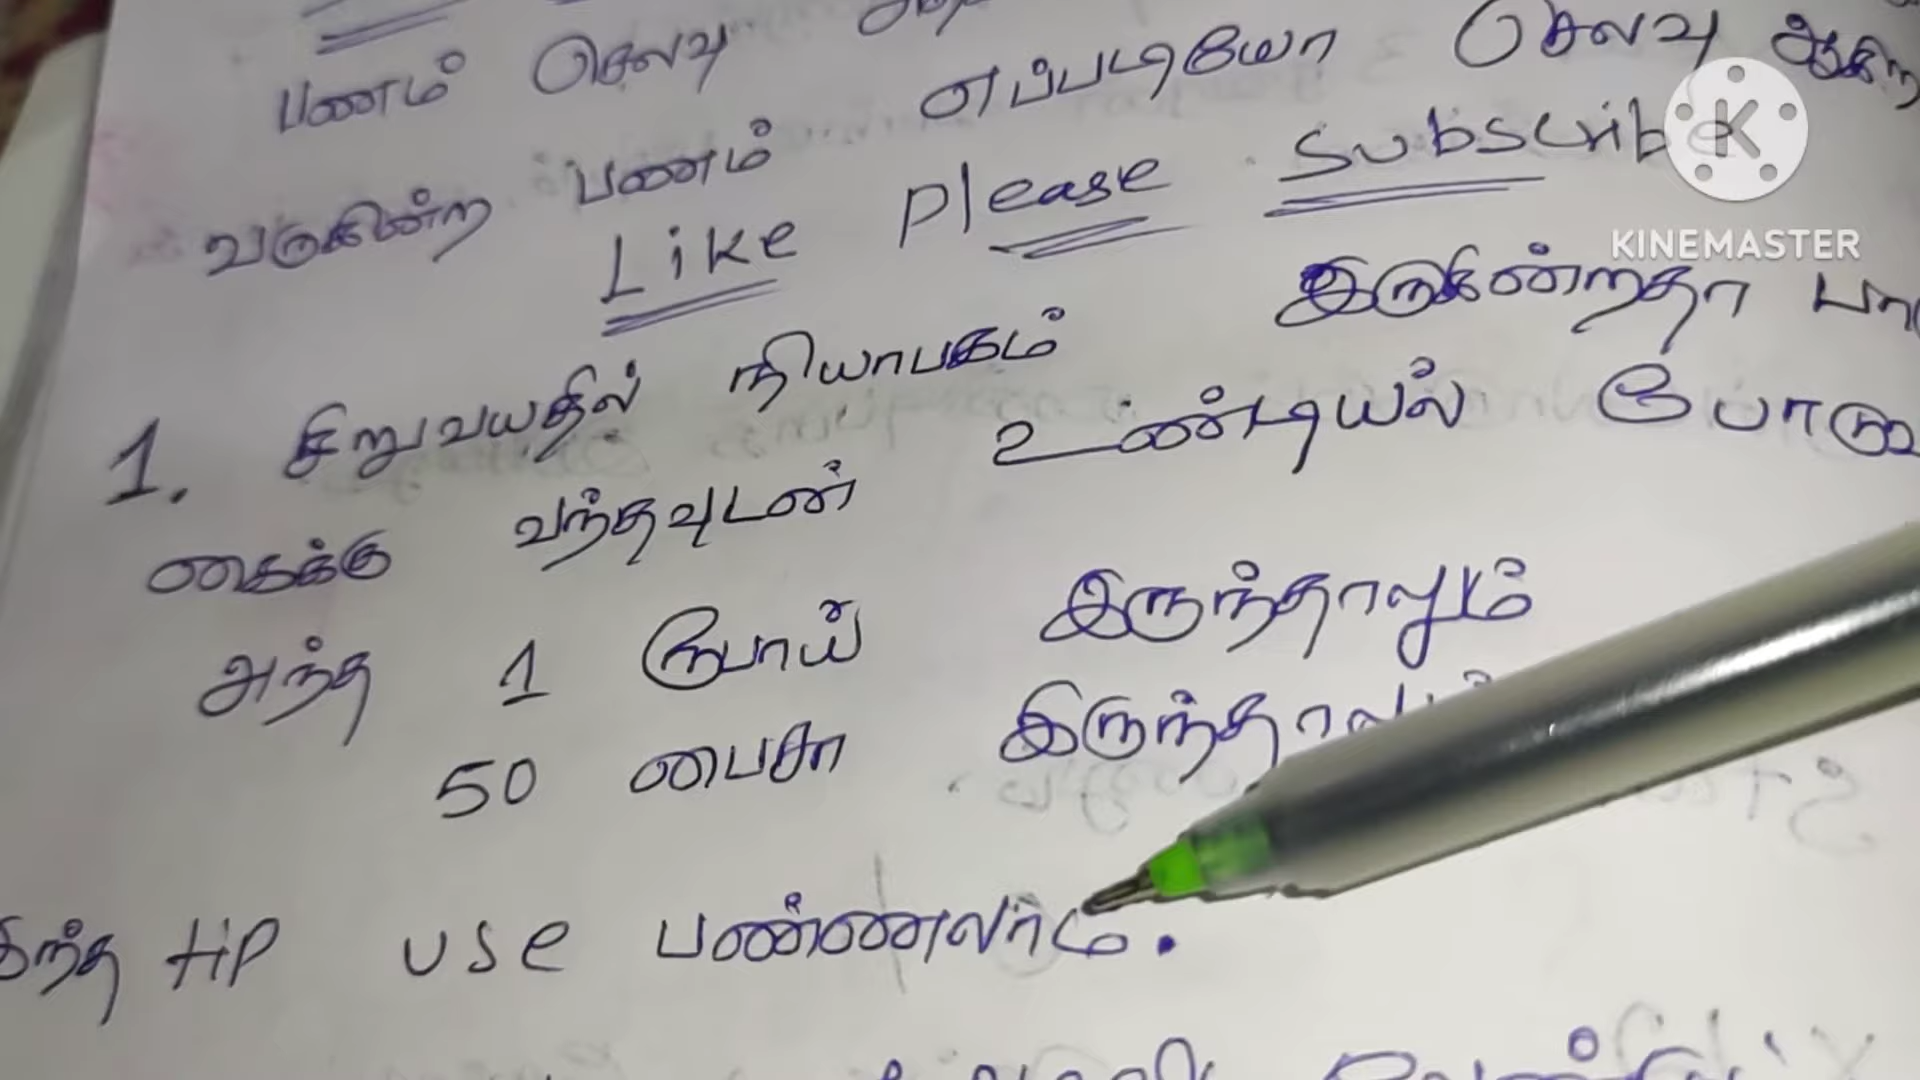 பணம் செலவு
வருகின்ற பணம் எப்படியோ செலவு
Like Please Subscribe
1. சிறுவயதில் நியாபகம் இருகின்றதா
கைக்கு வந்தவுடன் உண்டியல்
அந்த 1 ரூபாய் இருந்தாலும்
50 பைசா
இந்த TIP use பண்ணலாம்.
K
KINEMASTER